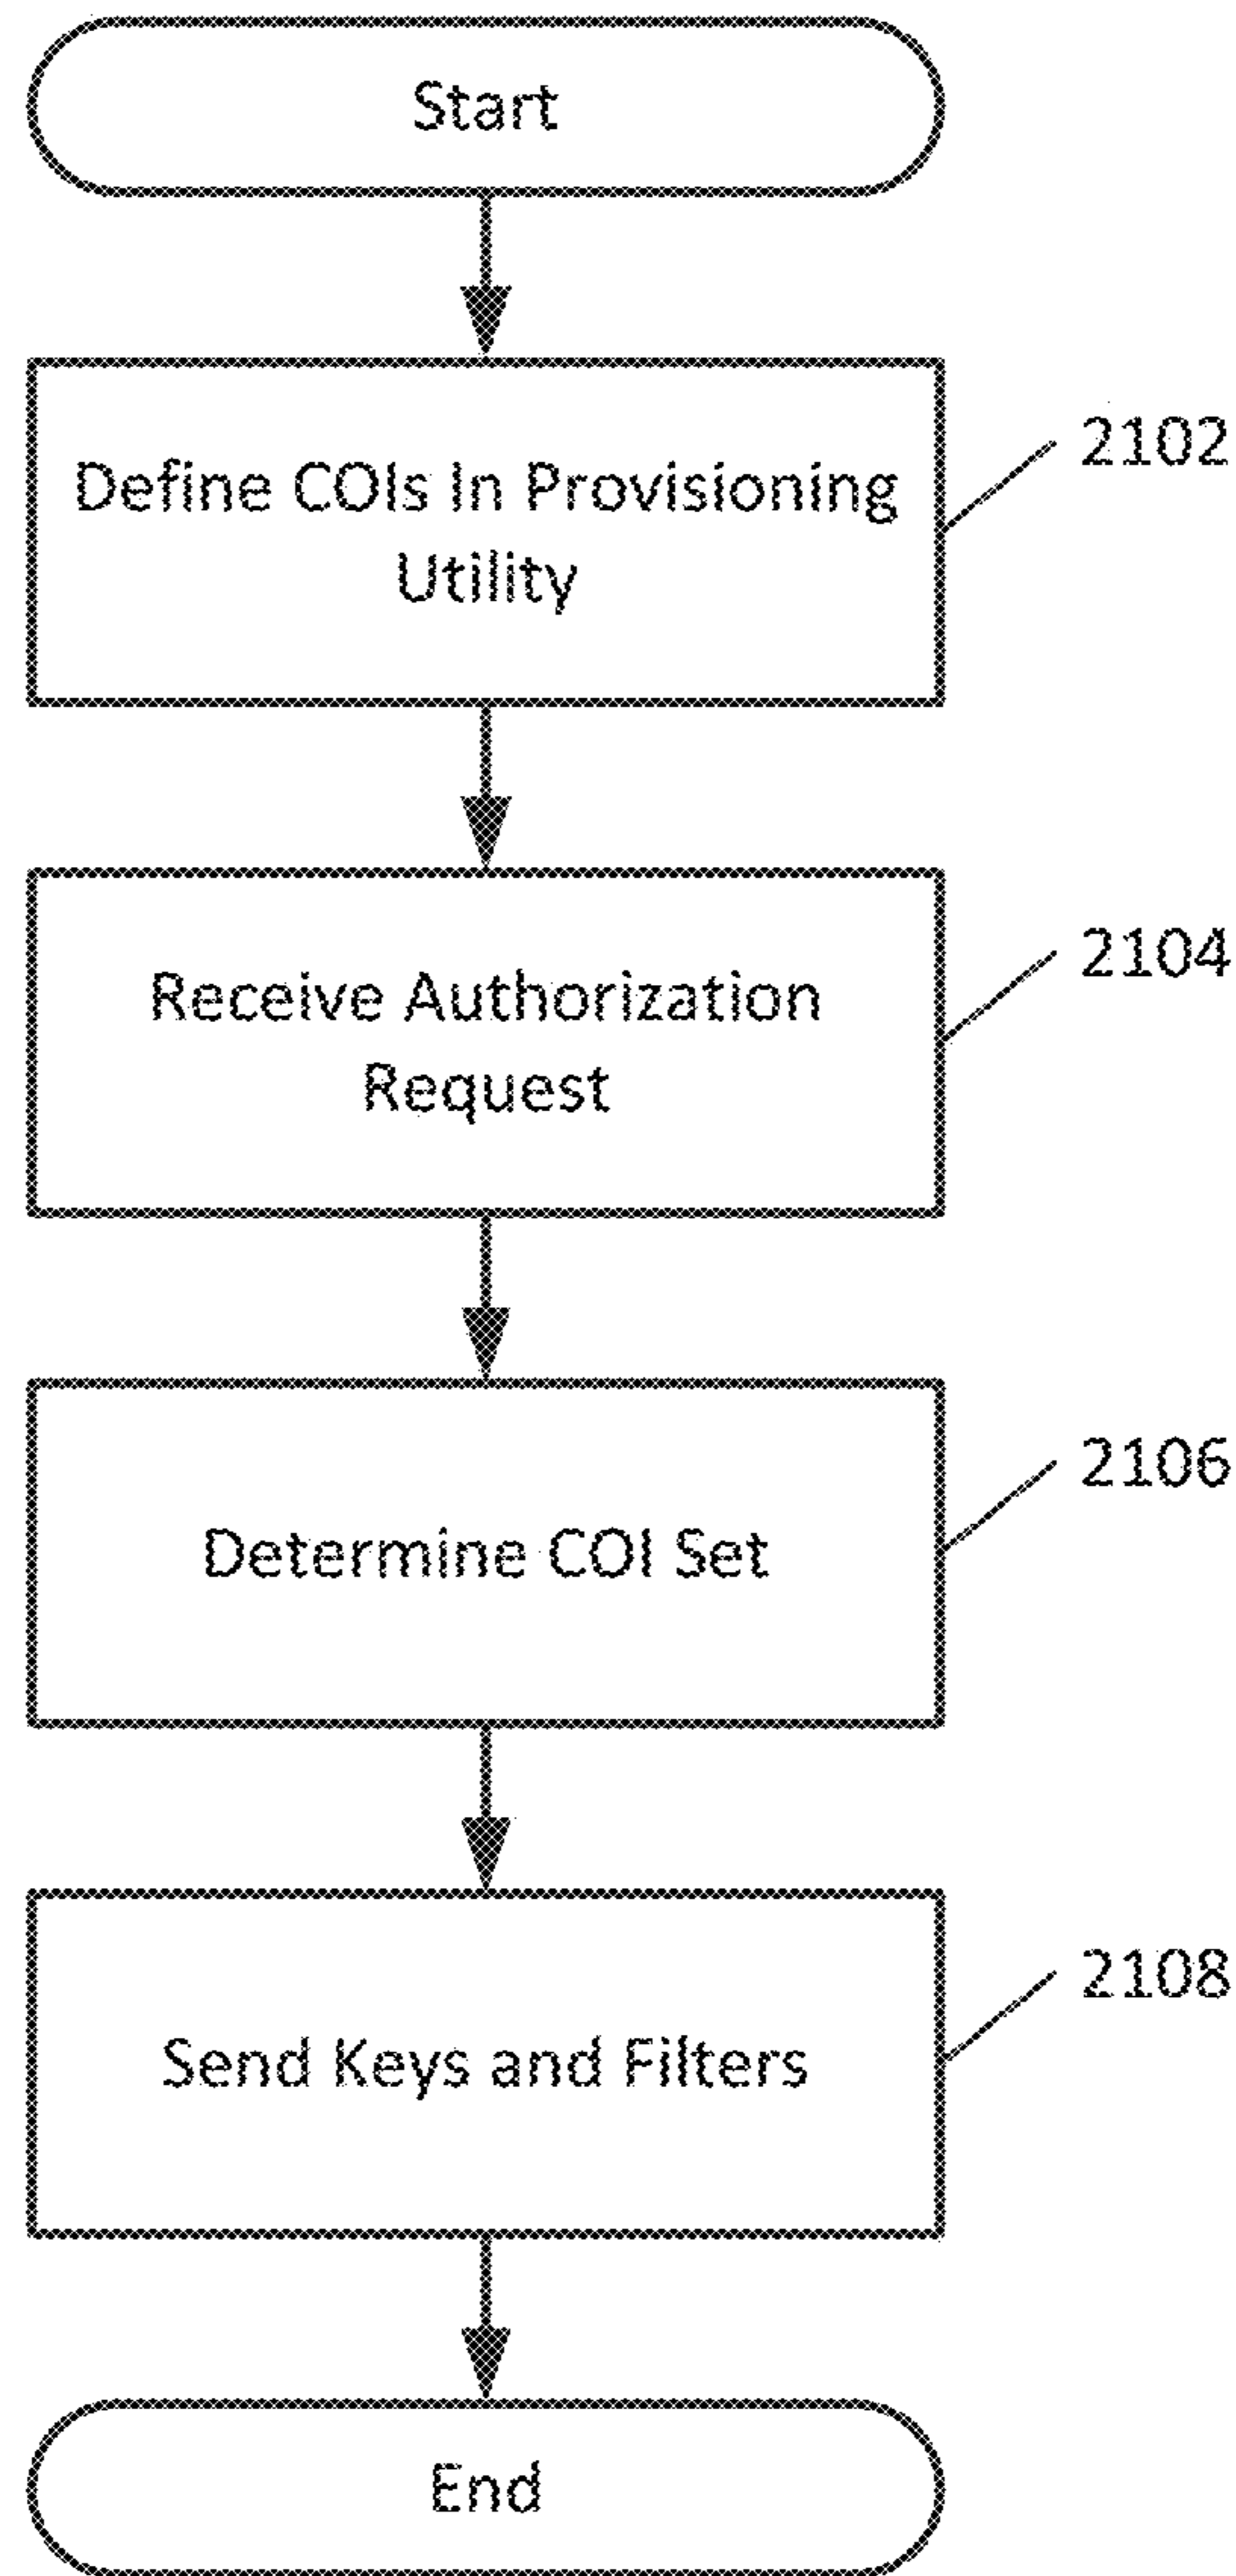 Start
Define COIs In Provisioning
Utility
2102
Receive Authorization
Request
2104
Determine COI Set
2106
Send Keys and Filters
2108
End